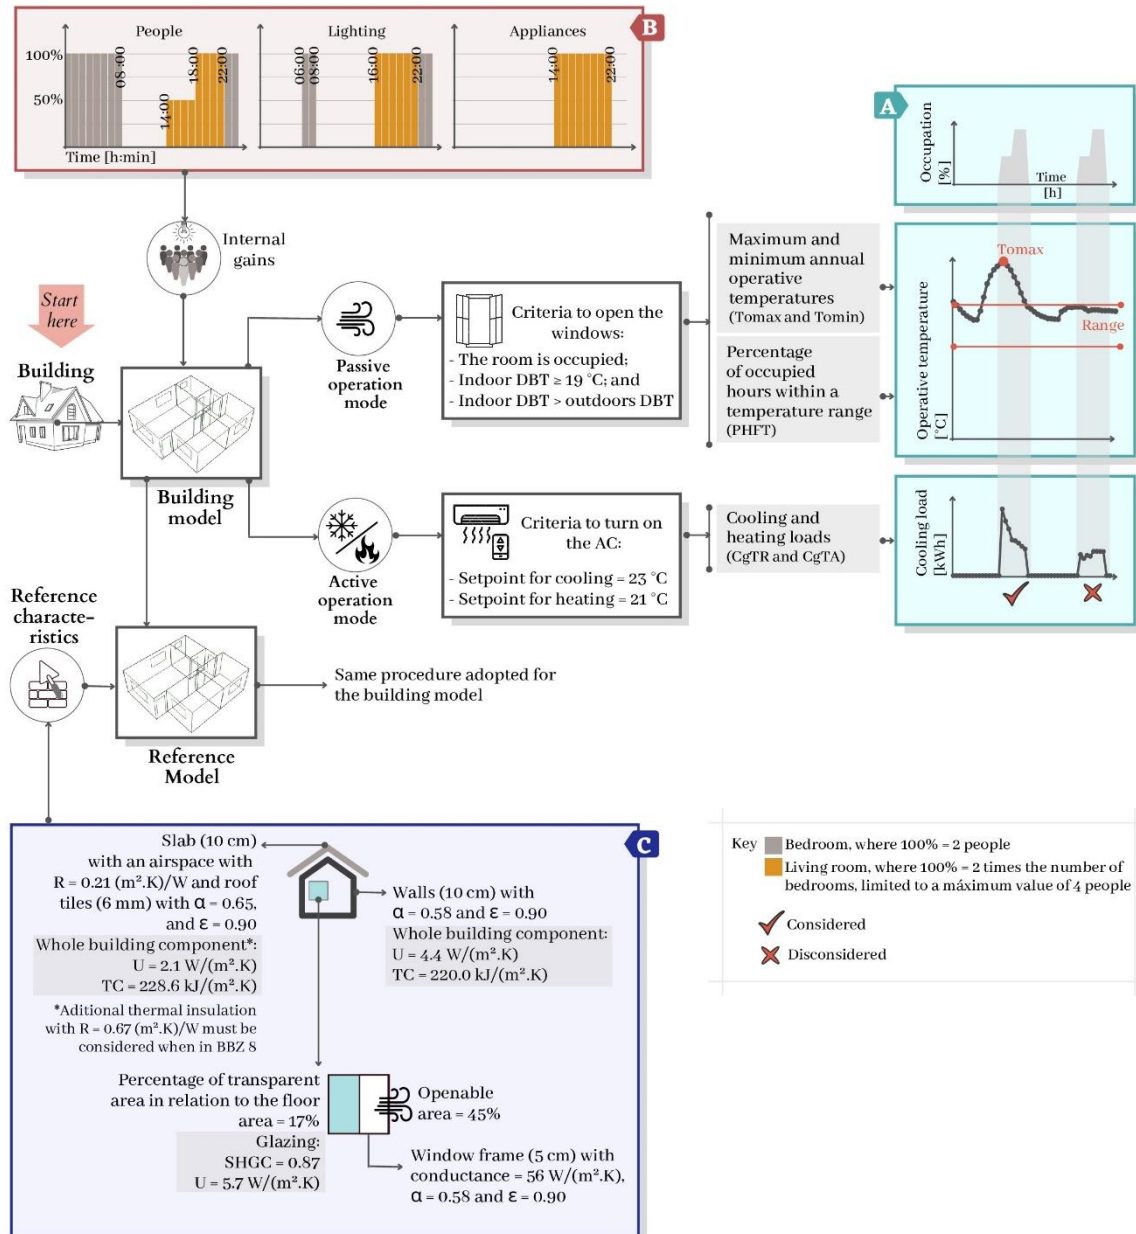 B
People
Lighting
Appliances
100%
50%
08:00
14:00
18:00
22:00
06:00
08:00
16:00
22:00
14:00
22:00
Time [h:min]
A
Occupation
[%]
Time
[h]
Internal
gains
Start
here
Building
Building
model
Passive
operation
mode
Criteria to open the
windows:
- The room is occupied;
- Indoor DBT ≥ 19 °C; and
- Indoor DBT > outdoors DBT
Maximum and
minimum annual
operative
temperatures
(Tomax and Tomin)
Percentage
of occupied
hours within a
temperature range
(PHFT)
Operative temperature
[°C]
Tomax
Range
Active
operation
mode
Criteria to turn on
the AC:
- Setpoint for cooling = 23 °C
- Setpoint for heating = 21 °C
Cooling and
heating loads
(CgTR and CgTA)
Cooling load
[kWh]
Reference
characte-
ristics
Reference
Model
Same procedure adopted for
the building model
C
Slab (10 cm)
with an airspace with
R = 0.21 (m².K)/W and roof
tiles (6 mm) with α = 0.65,
and ε = 0.90
Whole building component*:
U = 2.1 W/(m².K)
TC = 228.6 kJ/(m².K)
*Aditional thermal insulation
with R = 0.67 (m².K)/W must be
considered when in BBZ 8
Walls (10 cm) with
α = 0.58 and ε = 0.90
Whole building component:
U = 4.4 W/(m².K)
TC = 220.0 kJ/(m².K)
Percentage of transparent
area in relation to the floor
area = 17%
Glazing:
SHGC = 0.87
U = 5.7 W/(m².K)
Openable
area = 45%
Window frame (5 cm) with
conductance = 56 W/(m².K),
α = 0.58 and ε = 0.90
Key
Bedroom, where 100% = 2 people
Living room, where 100% = 2 times the number of
bedrooms, limited to a máximum value of 4 people
Considered
Disconsidered